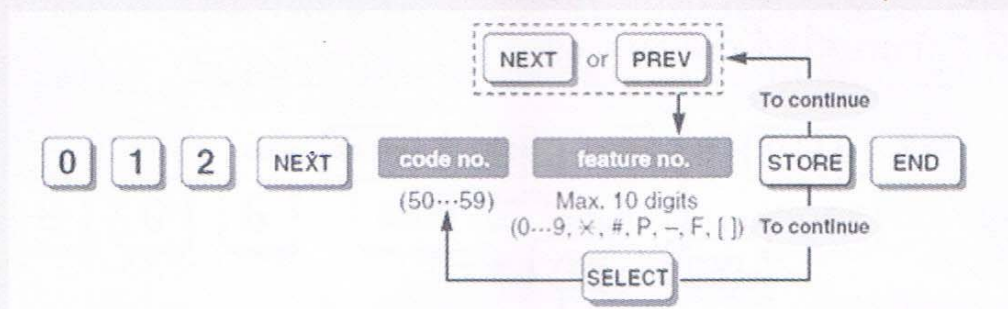 NEXT or PREV
To continue
0 1 2 NEXT code no. feature no. STORE END
(50···59) Max. 10 digits
(0···9, ✕, #, P, –, F, [ ]) To continue
SELECT